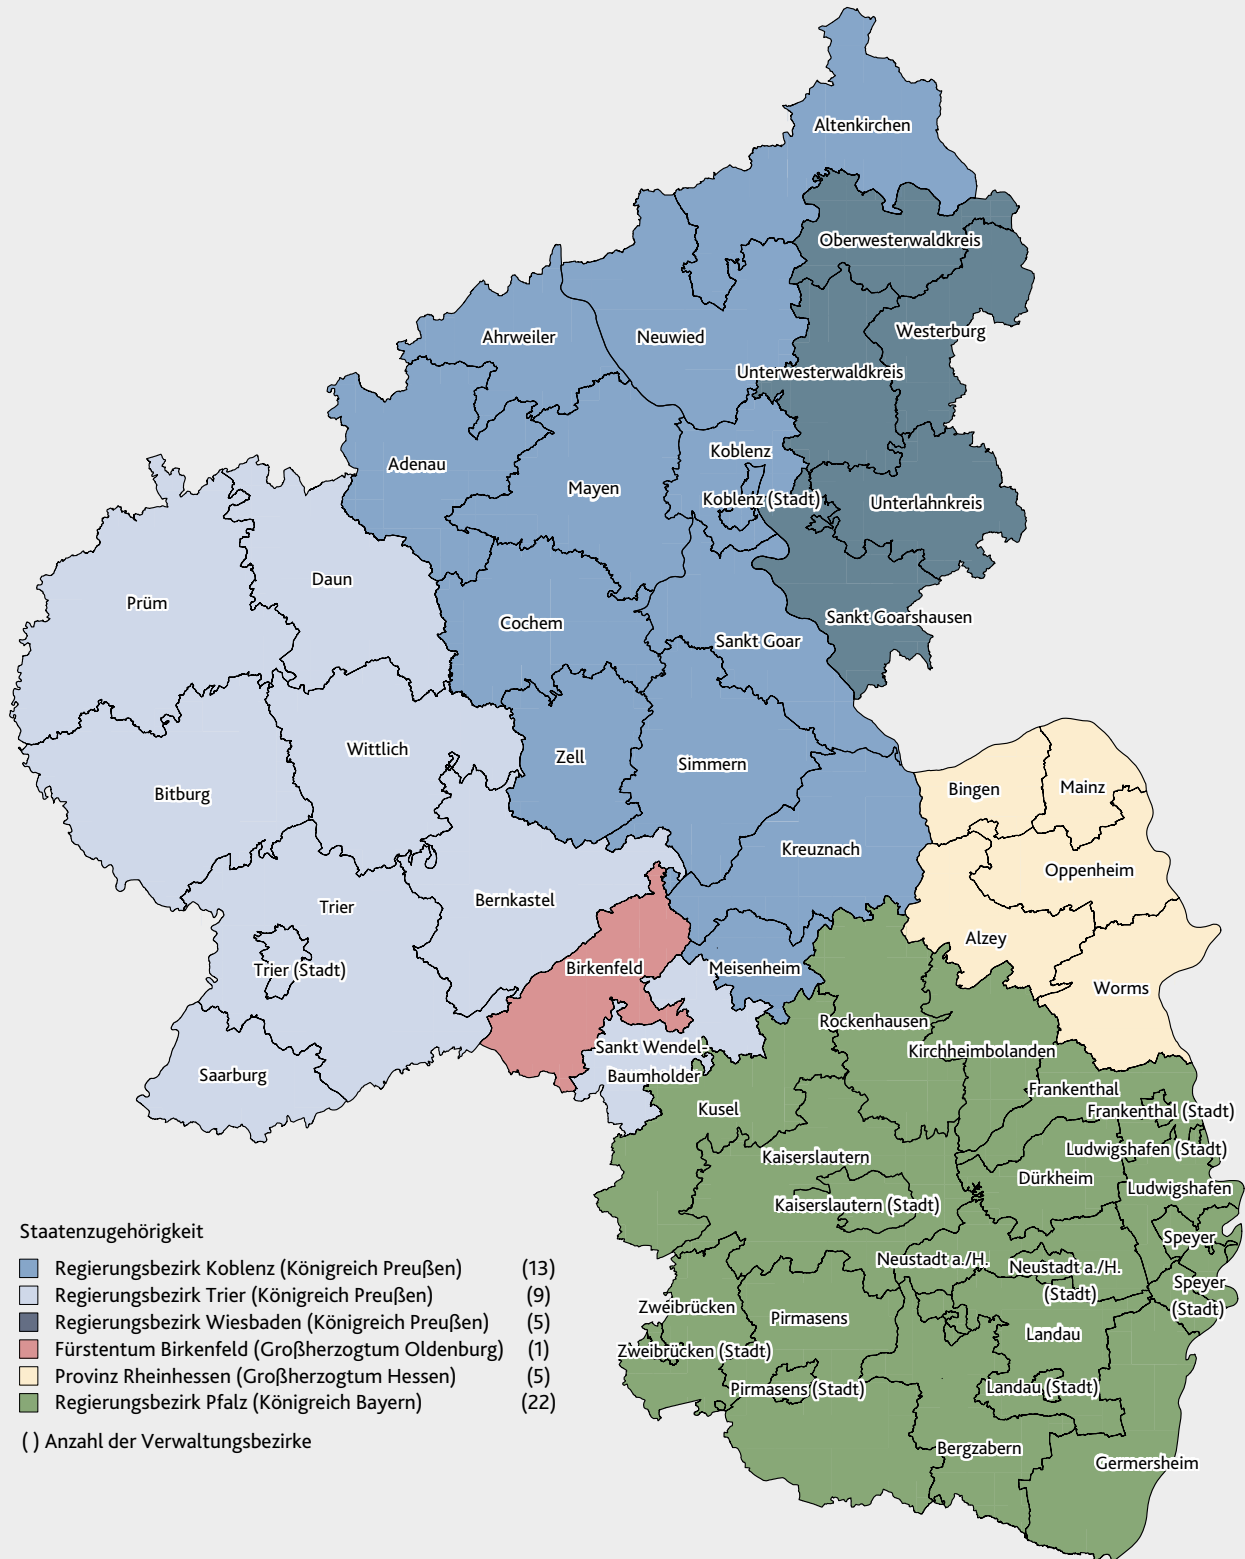 Altenkirchen
Oberwesterwaldkreis
Westerburg
Ahrweiler
Neuwied
Unterwesterwaldkreis
Koblenz
Adenau
Mayen
Koblenz (Stadt)
Unterlahnkreis
Daun
Prüm
Cochem
Sankt Goarshausen
Sankt Goar
Wittlich
Zell
Simmern
Bitburg
Bingen
Mainz
Kreuznach
Oppenheim
Bernkastel
Trier
Alzey
Trier (Stadt)
Birkenfeld
Meisenheim
Worms
Rockenhausen
Sankt Wendel-
Baumholder
Kirchheimbolanden
Saarburg
Frankenthal
Kusel
Frankenthal (Stadt)
Kaiserslautern
Ludwigshafen (Stadt)
Dürkheim
Ludwigshafen
Kaiserslautern (Stadt)
Speyer
Neustadt a./H.
Neustadt a./H.
(Stadt)
Speyer
(Stadt)
Zweibrücken
Pirmasens
Landau
Zweibrücken (Stadt)
Pirmasens (Stadt)
Landau (Stadt)
Bergzabern
Germersheim
Staatenzugehörigkeit
Regierungsbezirk Koblenz (Königreich Preußen) (13)
Regierungsbezirk Trier (Königreich Preußen) (9)
Regierungsbezirk Wiesbaden (Königreich Preußen) (5)
Fürstentum Birkenfeld (Großherzogtum Oldenburg) (1)
Provinz Rheinhessen (Großherzogtum Hessen) (5)
Regierungsbezirk Pfalz (Königreich Bayern) (22)
( ) Anzahl der Verwaltungsbezirke